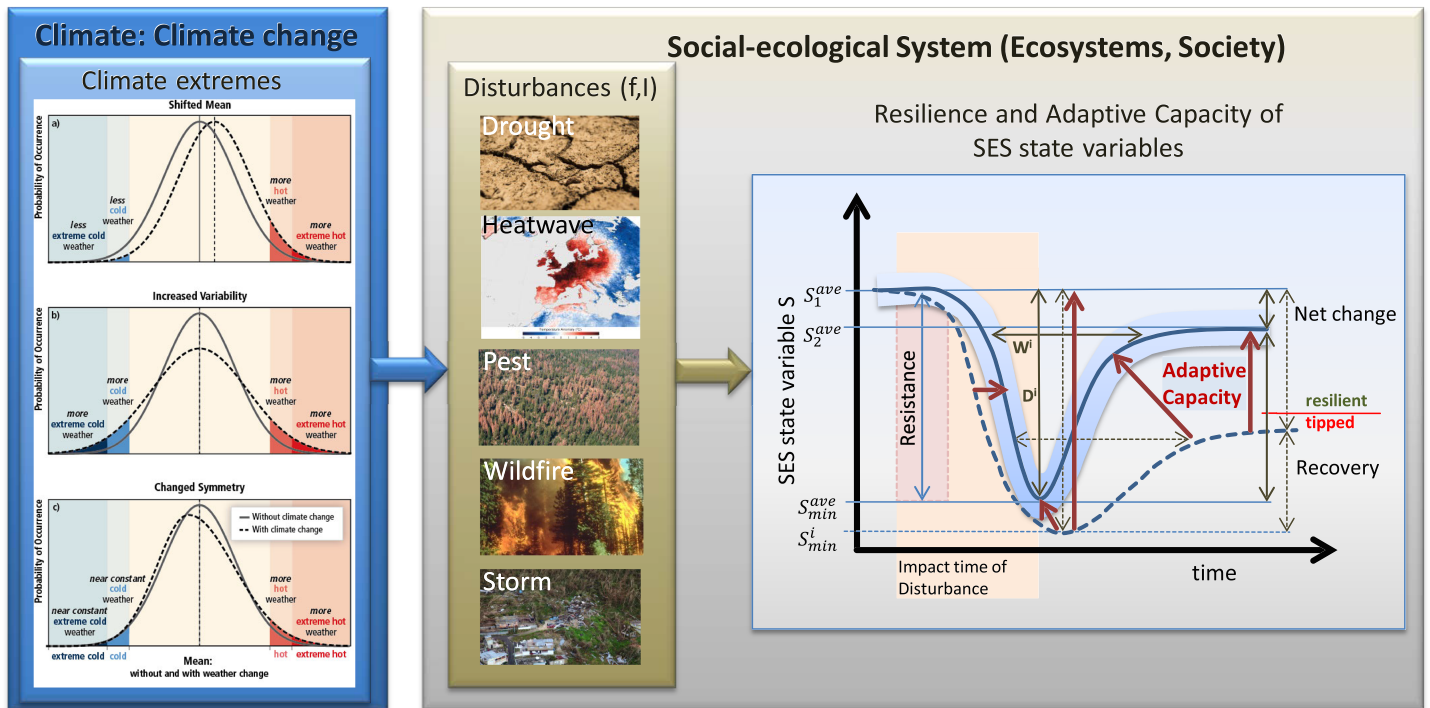 Climate: Climate change
Climate extremes
Shifted Mean
a)
Probability of Occurrence
less
extreme cold
weather
less
cold
weather
more
hot
weather
more
extreme hot
weather
Increased Variability
b)
Probability of Occurrence
more
extreme cold
weather
more
cold
weather
more
hot
weather
more
extreme hot
weather
Changed Symmetry
c)
Probability of Occurrence
Without climate change
With climate change
near constant
extreme cold
weather
near constant
cold
weather
more
hot
weather
more
extreme hot
weather
extreme cold
cold
hot
extreme hot
Mean:
without and with weather change
Social-ecological System (Ecosystems, Society)
Disturbances (f,I)
Drought
Heatwave
Pest
Wildfire
Storm
Resilience and Adaptive Capacity of
SES state variables
SES state variable S
S₁ᵃᵛᵉ
S₂ᵃᵛᵉ
Sₘᵢₙᵃᵛᵉ
Sₘᵢₙⁱ
Resistance
Wⁱ
Dⁱ
Adaptive
Capacity
Net change
resilient
tipped
Recovery
Impact time of
Disturbance
time